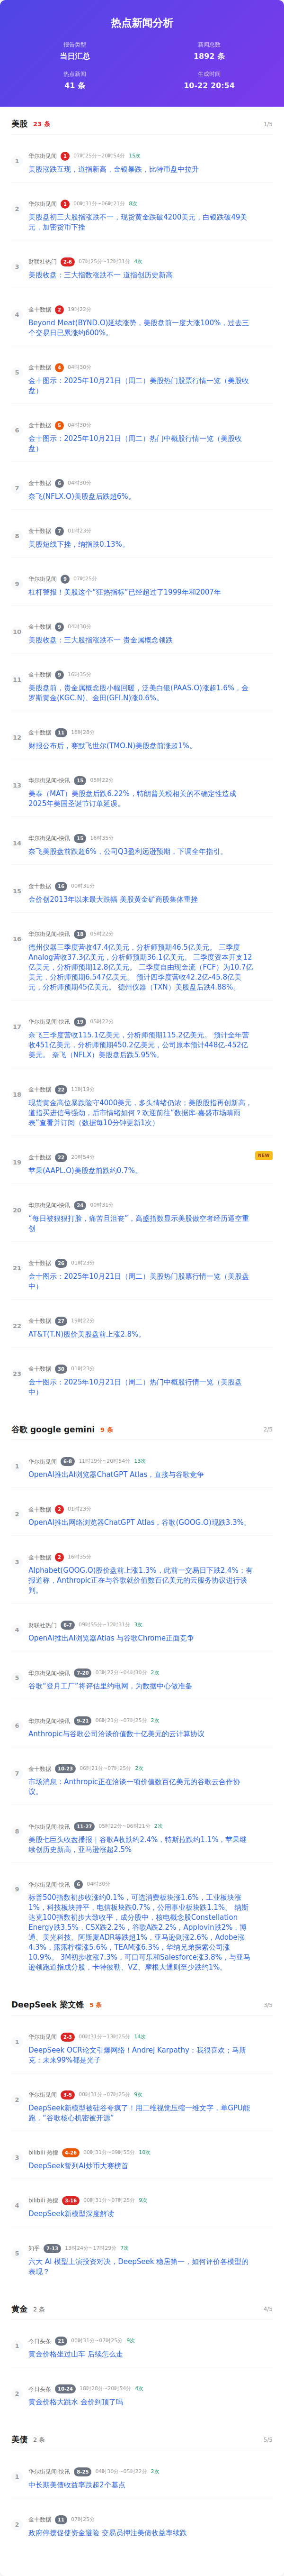 热点新闻分析
报告类型
当日汇总
新闻总数
1892 条
热点新闻
41 条
生成时间
10-22 20:54
美股 23 条 1/5
1
华尔街见闻 1 07时25分~20时54分 15次
美股涨跌互现，道指新高，金银暴跌，比特币盘中拉升
2
华尔街见闻 1 00时31分~06时21分 8次
美股盘初三大股指涨跌不一，现货黄金跌破4200美元，白银跌破49美
元，加密货币下挫
3
财联社热门 2-6 07时25分~12时31分 4次
美股收盘：三大指数涨跌不一 道指创历史新高
4
金十数据 2 19时22分
Beyond Meat(BYND.O)延续涨势，美股盘前一度大涨100%，过去三
个交易日已累涨约600%。
5
金十数据 4 04时30分
金十图示：2025年10月21日（周二）美股热门股票行情一览（美股收
盘）
6
金十数据 5 04时30分
金十图示：2025年10月21日（周二）热门中概股行情一览（美股收
盘）
7
金十数据 6 04时30分
奈飞(NFLX.O)美股盘后跌超6%。
8
金十数据 7 01时23分
美股短线下挫，纳指跌0.13%。
9
华尔街见闻 9 07时25分
杠杆警报！美股这个“狂热指标”已经超过了1999年和2007年
10
金十数据 9 04时30分
美股收盘：三大股指涨跌不一 贵金属概念领跌
11
金十数据 9 16时35分
美股盘前，贵金属概念股小幅回暖，泛美白银(PAAS.O)涨超1.6%，金
罗斯黄金(KGC.N)、金田(GFI.N)涨0.6%。
12
金十数据 11 18时28分
财报公布后，赛默飞世尔(TMO.N)美股盘前涨超1%。
13
华尔街见闻-快讯 15 05时22分
美泰（MAT）美股盘后跌6.22%，特朗普关税相关的不确定性造成
2025年美国圣诞节订单延误。
14
华尔街见闻-快讯 15 16时35分
奈飞美股盘前跌超6%，公司Q3盈利远逊预期，下调全年指引。
15
金十数据 16 00时31分
金价创2013年以来最大跌幅 美股黄金矿商股集体重挫
16
华尔街见闻-快讯 18 05时22分
德州仪器三季度营收47.4亿美元，分析师预期46.5亿美元。 三季度
Analog营收37.3亿美元，分析师预期36.1亿美元。 三季度资本开支12
亿美元，分析师预期12.8亿美元。 三季度自由现金流（FCF）为10.7亿
美元，分析师预期6.547亿美元。 预计四季度营收42.2亿-45.8亿美
元，分析师预期45亿美元。 德州仪器（TXN）美股盘后跌4.88%。
17
华尔街见闻-快讯 19 05时22分
奈飞三季度营收115.1亿美元，分析师预期115.2亿美元。 预计全年营
收451亿美元，分析师预期450.2亿美元，公司原本预计448亿-452亿
美元。 奈飞（NFLX）美股盘后跌5.95%。
18
金十数据 22 11时19分
现货黄金高位暴跌险守4000美元，多头情绪仍浓；美股股指再创新高，
道指买进信号强劲，后市情绪如何？欢迎前往“数据库-嘉盛市场晴雨
表”查看并订阅（数据每10分钟更新1次）
19 NEW
金十数据 22 20时54分
苹果(AAPL.O)美股盘前跌约0.7%。
20
华尔街见闻-快讯 24 00时31分
“每日被狠狠打脸，痛苦且沮丧”，高盛指数显示美股做空者经历逼空重
创
21
金十数据 26 01时23分
金十图示：2025年10月21日（周二）美股热门股票行情一览（美股盘
中）
22
金十数据 27 19时22分
AT&T(T.N)股价美股盘前上涨2.8%。
23
金十数据 30 01时23分
金十图示：2025年10月21日（周二）热门中概股行情一览（美股盘
中）
谷歌 google gemini 9 条 2/5
1
华尔街见闻 6-8 11时19分~20时54分 13次
OpenAI推出AI浏览器ChatGPT Atlas，直接与谷歌竞争
2
金十数据 2 01时23分
OpenAI推出网络浏览器ChatGPT Atlas，谷歌(GOOG.O)现跌3.3%。
3
金十数据 2 16时35分
Alphabet(GOOG.O)股价盘前上涨1.3%，此前一交易日下跌2.4%；有
报道称，Anthropic正在与谷歌就价值数百亿美元的云服务协议进行谈
判。
4
财联社热门 6-7 09时55分~12时31分 3次
OpenAI推出AI浏览器Atlas 与谷歌Chrome正面竞争
5
华尔街见闻-快讯 7-20 03时22分~04时30分 2次
谷歌“登月工厂”将评估里约电网，为数据中心做准备
6
华尔街见闻-快讯 9-21 06时21分~07时25分 2次
Anthropic与谷歌公司洽谈价值数十亿美元的云计算协议
7
金十数据 10-23 06时21分~07时25分 2次
市场消息：Anthropic正在洽谈一项价值数百亿美元的谷歌云合作协
议。
8
华尔街见闻-快讯 11-27 05时22分~06时21分 2次
美股七巨头收盘播报｜谷歌A收跌约2.4%，特斯拉跌约1.1%，苹果继
续创历史新高，亚马逊涨超2.5%
9
华尔街见闻-快讯 6 04时30分
标普500指数初步收涨约0.1%，可选消费板块涨1.6%，工业板块涨
1%，科技板块持平，电信板块跌0.7%，公用事业板块跌1.1%。 纳斯
达克100指数初步大致收平，成分股中，核电概念股Constellation
Energy跌3.5%，CSX跌2.2%，谷歌A跌2.2%，Applovin跌2%，博
通、美光科技、阿斯麦ADR等跌超1%，亚马逊则涨2.6%，Adobe涨
4.3%，露露柠檬涨5.6%，TEAM涨6.3%，华纳兄弟探索公司涨
10.9%。 3M初步收涨7.3%，可口可乐和Salesforce涨3.8%，与亚马
逊领跑道指成分股，卡特彼勒、VZ、摩根大通则至少跌约1%。
DeepSeek 梁文锋 5 条 3/5
1
华尔街见闻 2-3 00时31分~13时25分 14次
DeepSeek OCR论文引爆网络！Andrej Karpathy：我很喜欢；马斯
克：未来99%都是光子
2
华尔街见闻 3-5 00时31分~07时25分 9次
DeepSeek新模型被硅谷夸疯了！用二维视觉压缩一维文字，单GPU能
跑，“谷歌核心机密被开源”
3
bilibili 热搜 4-26 00时31分~09时55分 10次
DeepSeek暂列AI炒币大赛榜首
4
bilibili 热搜 3-16 00时31分~07时25分 9次
DeepSeek新模型深度解读
5
知乎 7-13 13时24分~17时29分 7次
六大 AI 模型上演投资对决，DeepSeek 稳居第一，如何评价各模型的
表现？
黄金 2 条 4/5
1
今日头条 21 00时31分~07时25分 9次
黄金价格坐过山车 后续怎么走
2
今日头条 10-24 18时28分~20时54分 4次
黄金价格大跳水 金价到顶了吗
美债 2 条 5/5
1
华尔街见闻-快讯 8-25 04时30分~05时22分 2次
中长期美债收益率跌超2个基点
2
金十数据 11 07时25分
政府停摆促使资金避险 交易员押注美债收益率续跌